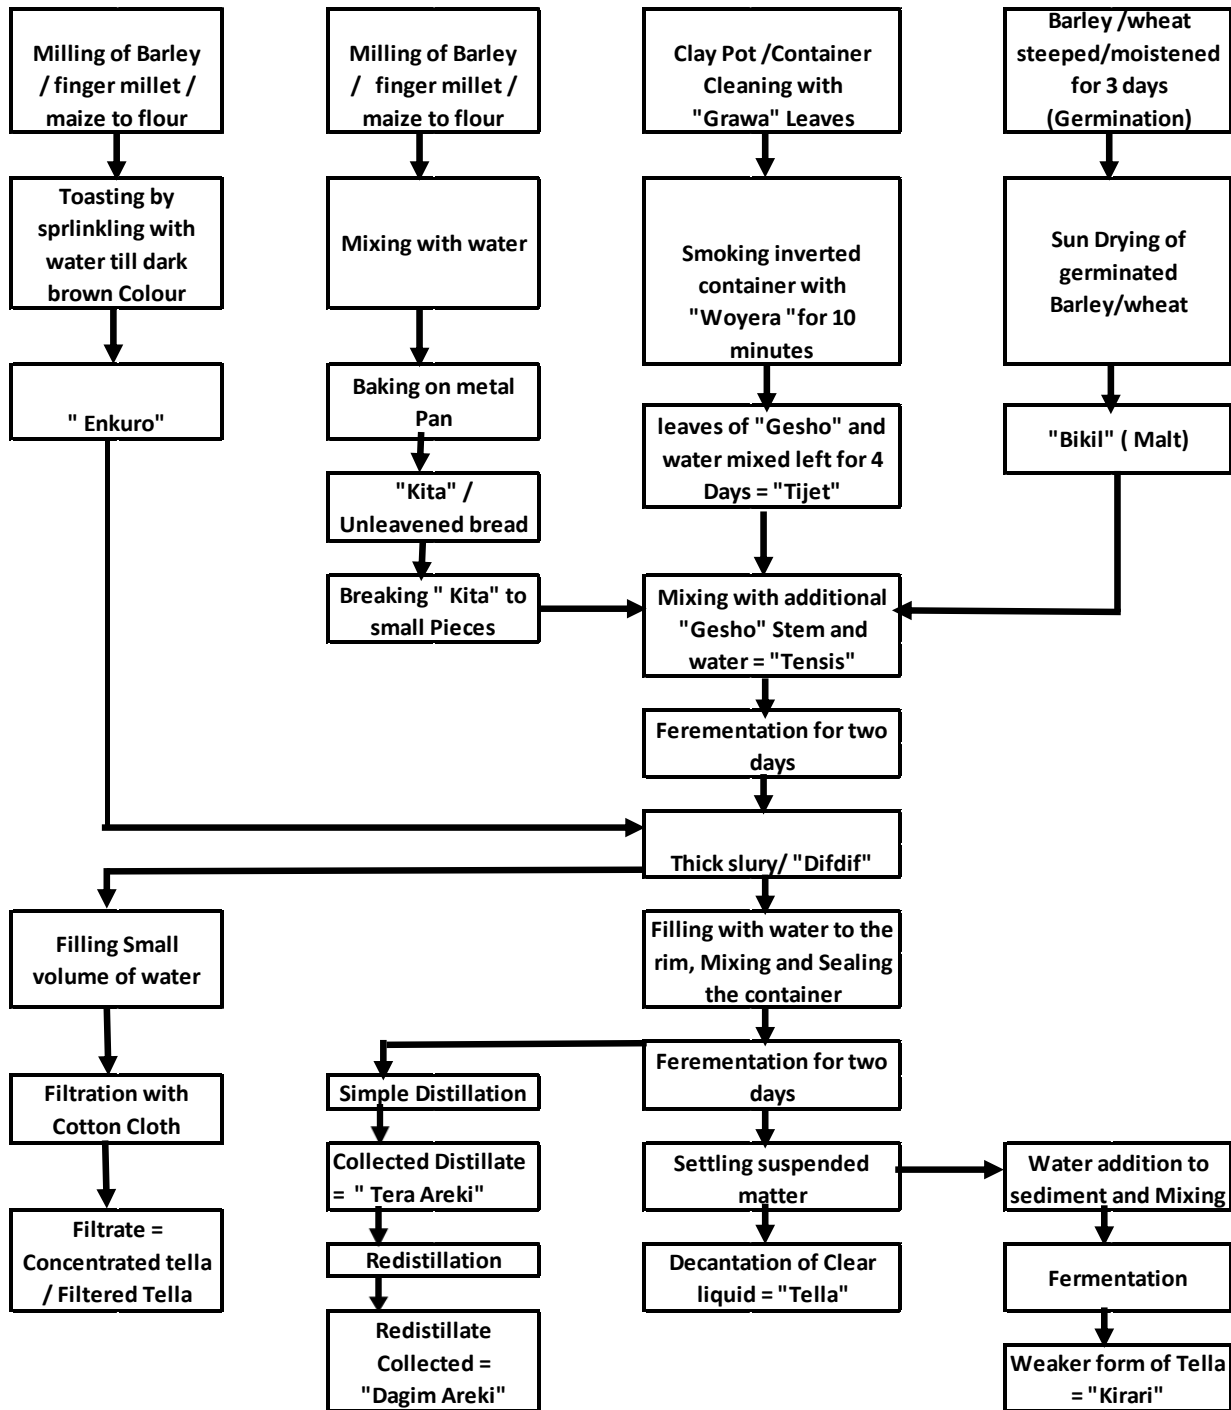 Milling of Barley
/ finger millet /
maize to flour
Toasting by
sprlinkling with
water till dark
brown Colour
" Enkuro"
Milling of Barley
/ finger millet /
maize to flour
Mixing with water
Baking on metal
Pan
"Kita" /
Unleavened bread
Breaking " Kita" to
small Pieces
Clay Pot /Container
Cleaning with
"Grawa" Leaves
Smoking inverted
container with
"Woyera "for 10
minutes
leaves of "Gesho" and
water mixed left for 4
Days = "Tijet"
Barley /wheat
steeped/moistened
for 3 days
(Germination)
Sun Drying of
germinated
Barley/wheat
"Bikil" ( Malt)
Mixing with additional
"Gesho" Stem and
water = "Tensis"
Ferementation for two
days
Thick slury/ "Difdif"
Filling Small
volume of water
Filtration with
Cotton Cloth
Filtrate =
Concentrated tella
/ Filtered Tella
Filling with water to the
rim, Mixing and Sealing
the container
Ferementation for two
days
Simple Distillation
Collected Distillate
= " Tera Areki"
Redistillation
Redistillate
Collected =
"Dagim Areki"
Settling suspended
matter
Decantation of Clear
liquid = "Tella"
Water addition to
sediment and Mixing
Fermentation
Weaker form of Tella
= "Kirari"